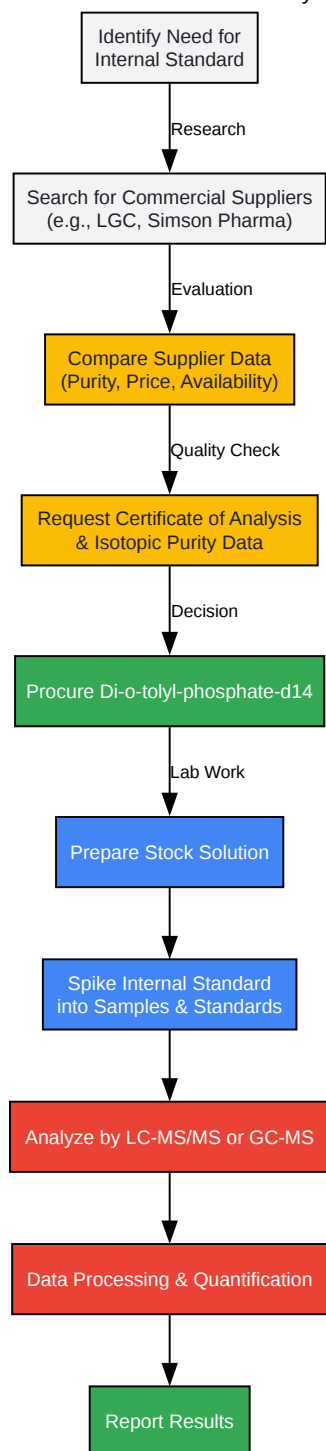 Identify Need for
Internal Standard
Research
Search for Commercial Suppliers
(e.g., LGC, Simson Pharma)
Evaluation
Compare Supplier Data
(Purity, Price, Availability)
Quality Check
Request Certificate of Analysis
& Isotopic Purity Data
Decision
Procure Di-o-tolyl-phosphate-d14
Lab Work
Prepare Stock Solution
Spike Internal Standard
into Samples & Standards
Analyze by LC-MS/MS or GC-MS
Data Processing & Quantification
Report Results